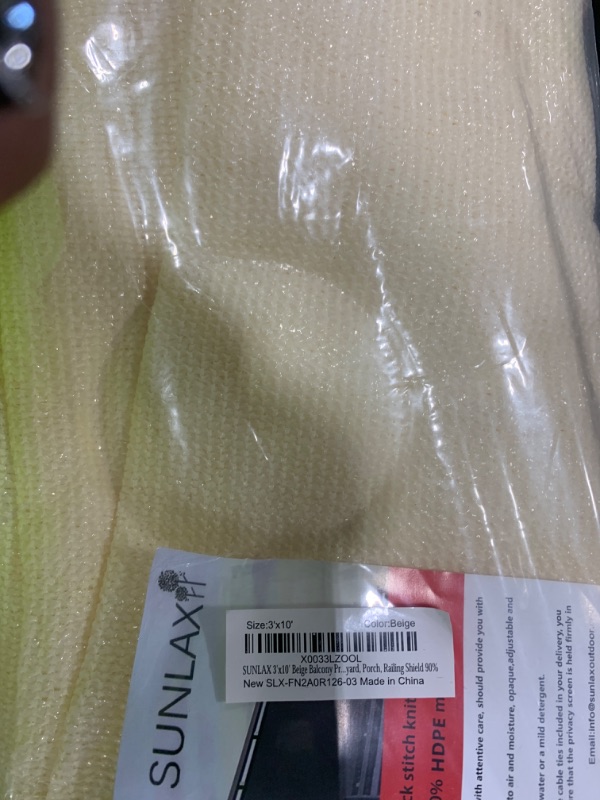 SUNLAX
Size:3'x10' Color:Beige
X0033LZOOL
SUNLAX 3'x10' Beige Balcony Pr...yard, Porch, Railing Shield 90%
New SLX-FN2A0R126-03 Made in China
ck stitch knit
0% HDPE m
with attentive care, should provide you with
to air and moisture, opaque,adjustable and
water or a mild detergent.
cable ties included in your delivery, you
re that the privacy screen is held firmly in
Email:info@sunlaxoutdoor.